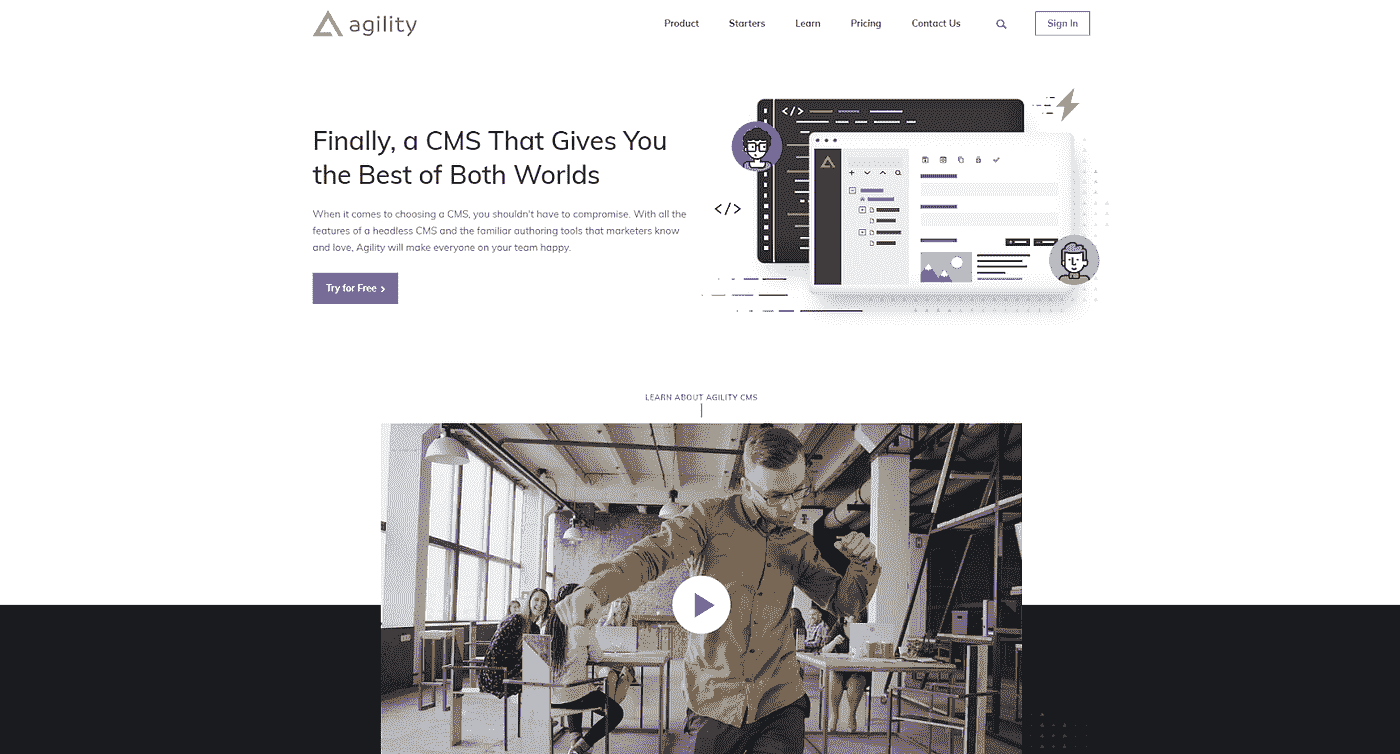 agility
Product
Starters
Learn
Pricing
Contact Us
Sign In
Finally, a CMS That Gives You
the Best of Both Worlds
When it comes to choosing a CMS, you shouldn't have to compromise. With all the
features of a headless CMS and the familiar authoring tools that marketers know
and love, Agility will make everyone on your team happy.
Try for Free
</>
</>
LEARN ABOUT AGILITY CMS